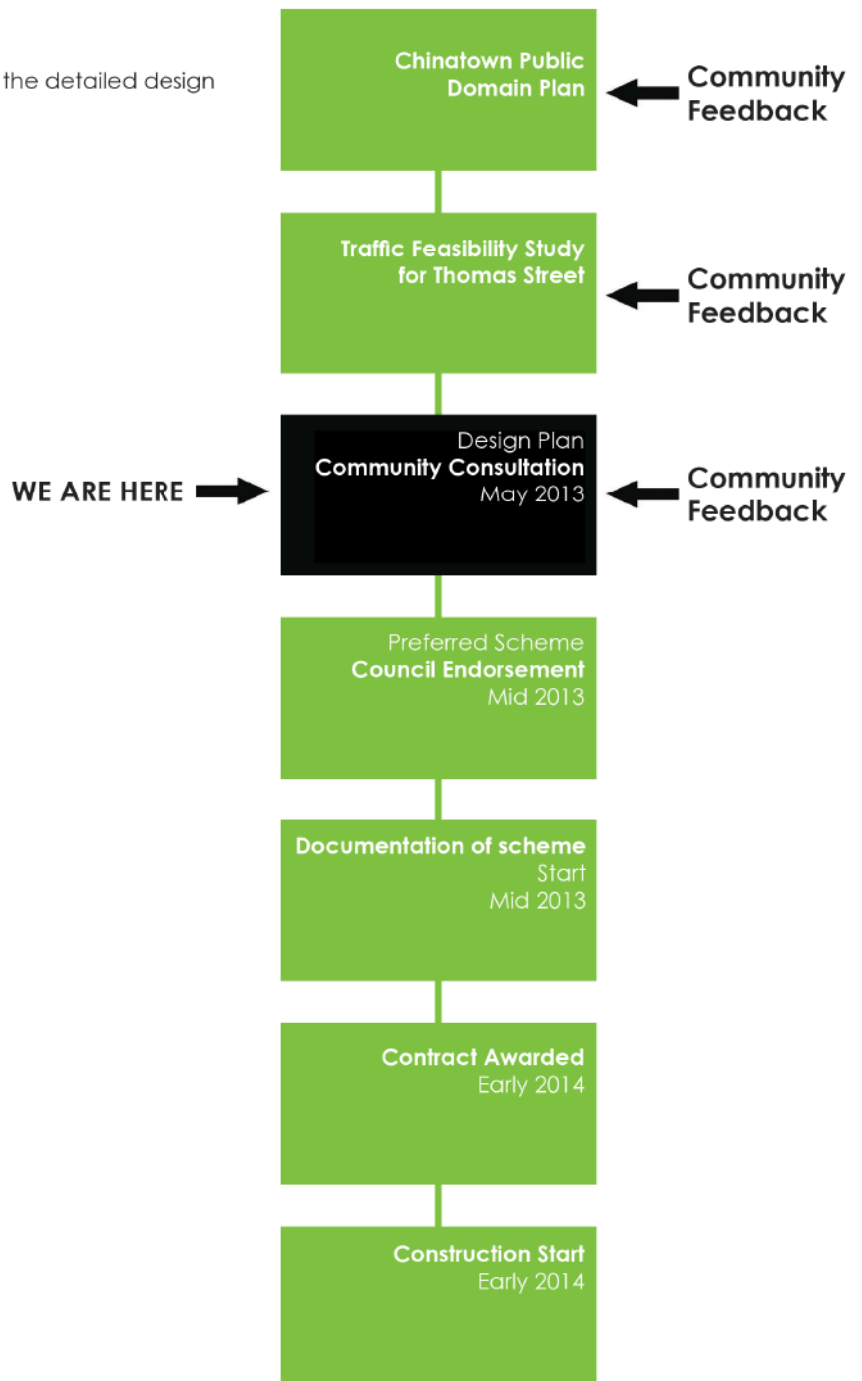 the detailed design
Chinatown Public
Domain Plan
Community
Feedback
Traffic Feasibility Study
for Thomas Street
Community
Feedback
WE ARE HERE
Design Plan
Community Consultation
May 2013
Community
Feedback
Preferred Scheme
Council Endorsement
Mid 2013
Documentation of scheme
Start
Mid 2013
Contract Awarded
Early 2014
Construction Start
Early 2014